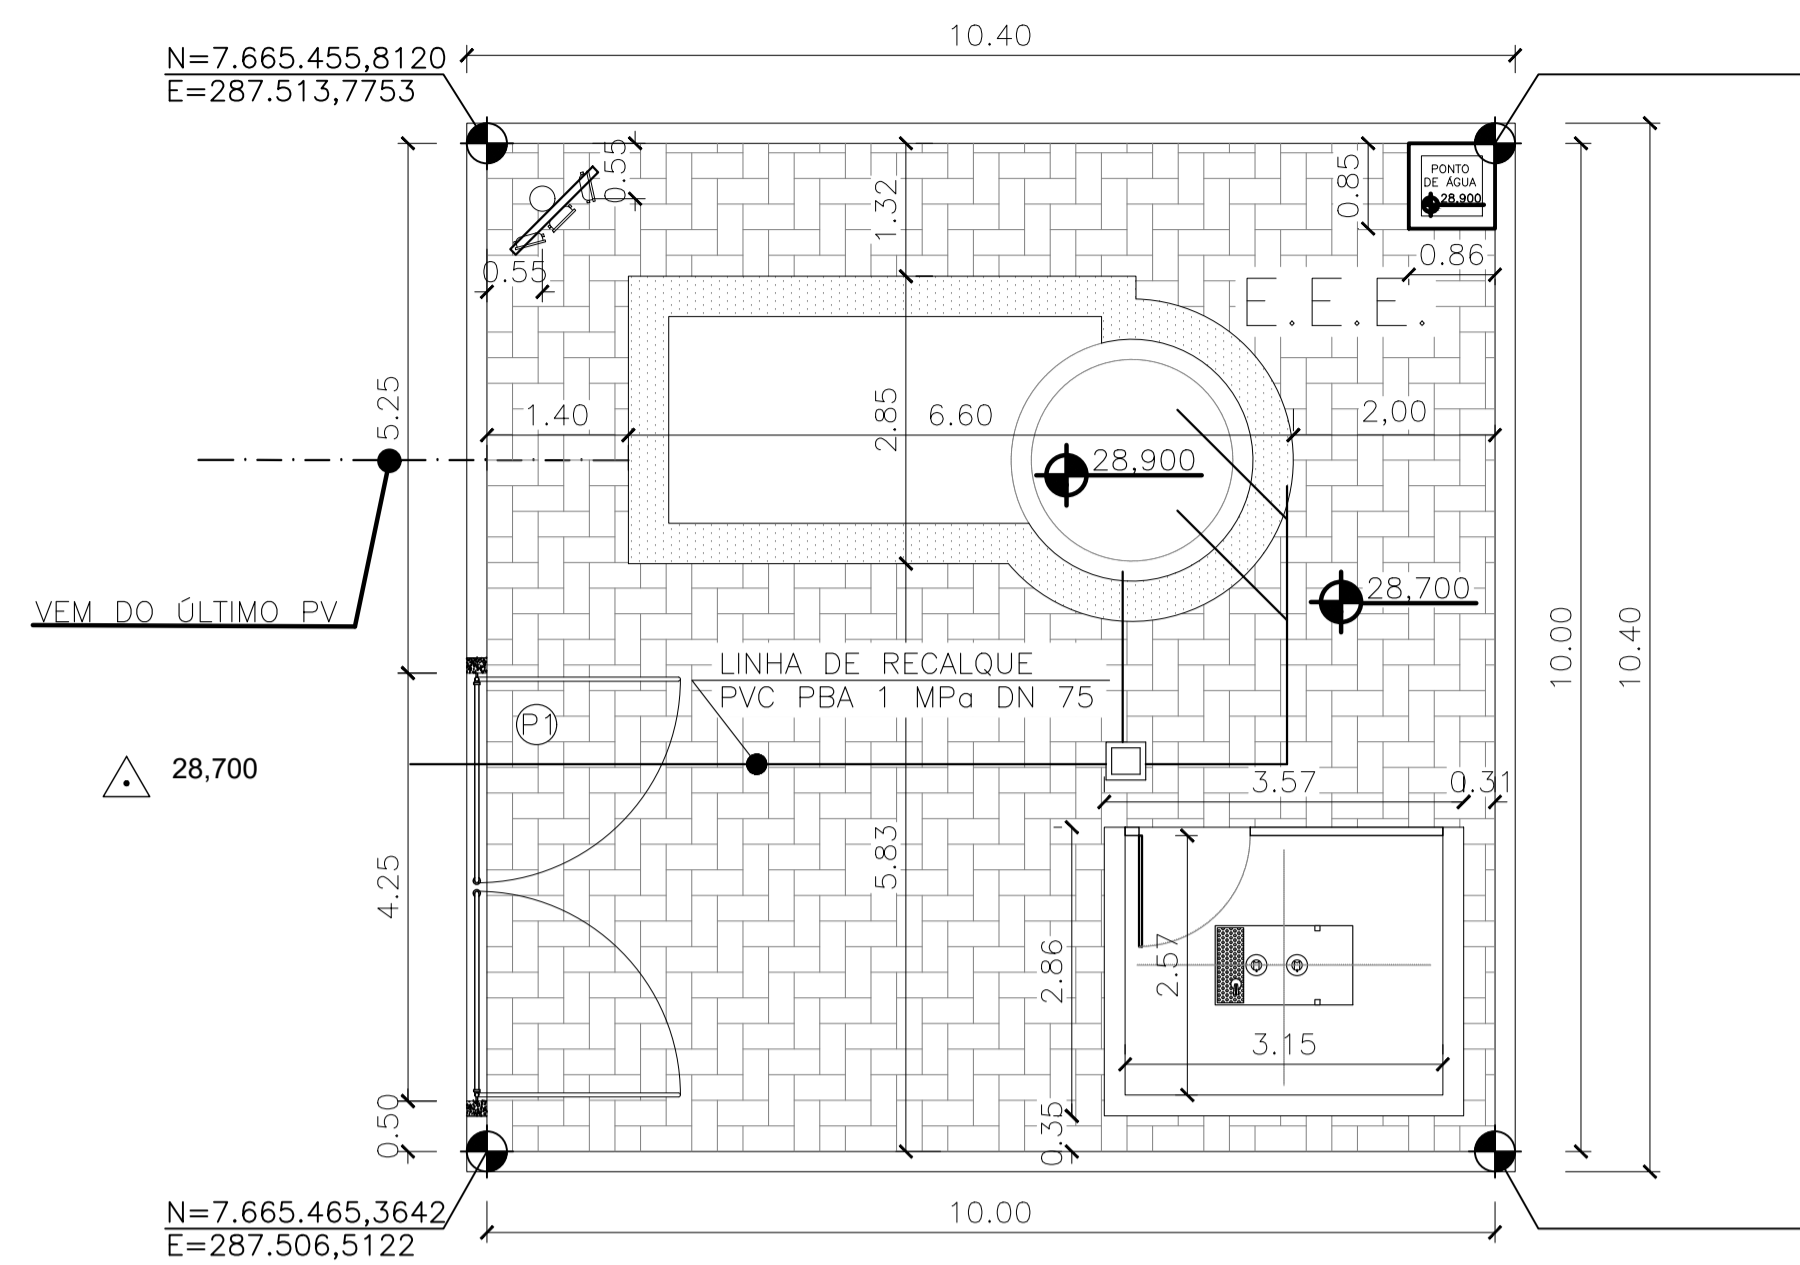 10.40
N=7.665.455,8120
E=287.513,7753
0.55
1.32
0.85
PONTO
DE ÁGUA
28.900
0.86
0.55
E.E.E.
5.25
1.40
2.85
6.60
2,00
28,900
28,700
VEM DO ÚLTIMO PV
10.00
10.40
LINHA DE RECALQUE
PVC PBA 1 MPa DN 75
P1
28,700
3.57
0.31
4.25
5.83
2.86
2.57
3.15
0.50
0.35
N=7.665.465,3642
E=287.506,5122
10.00